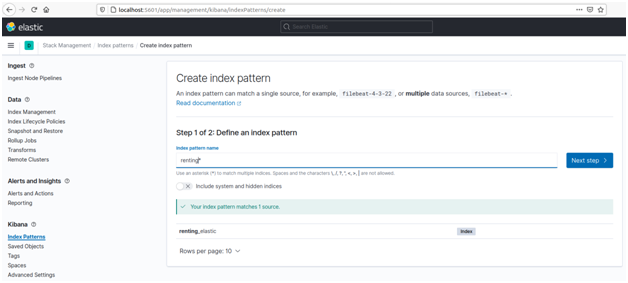 localhost:5601/app/management/kibana/indexPatterns/create
elastic
Search Elastic
D
Stack Management / Index patterns / Create index pattern
Ingest
Ingest Node Pipelines
Data
Index Management
Index Lifecycle Policies
Snapshot and Restore
Rollup Jobs
Transforms
Remote Clusters
Alerts and Insights
Alerts and Actions
Reporting
Kibana
Index Patterns
Saved Objects
Tags
Spaces
Advanced Settings
Create index pattern
An index pattern can match a single source, for example, filebeat-4-3-22 , or multiple data sources, filebeat-* .
Read documentation
Step 1 of 2: Define an index pattern
Index pattern name
renting*
Next step
Use an asterisk (*) to match multiple indices. Spaces and the characters \, /, ?, ", <, >, | are not allowed.
Include system and hidden indices
Your index pattern matches 1 source.
renting_elastic
Index
Rows per page: 10